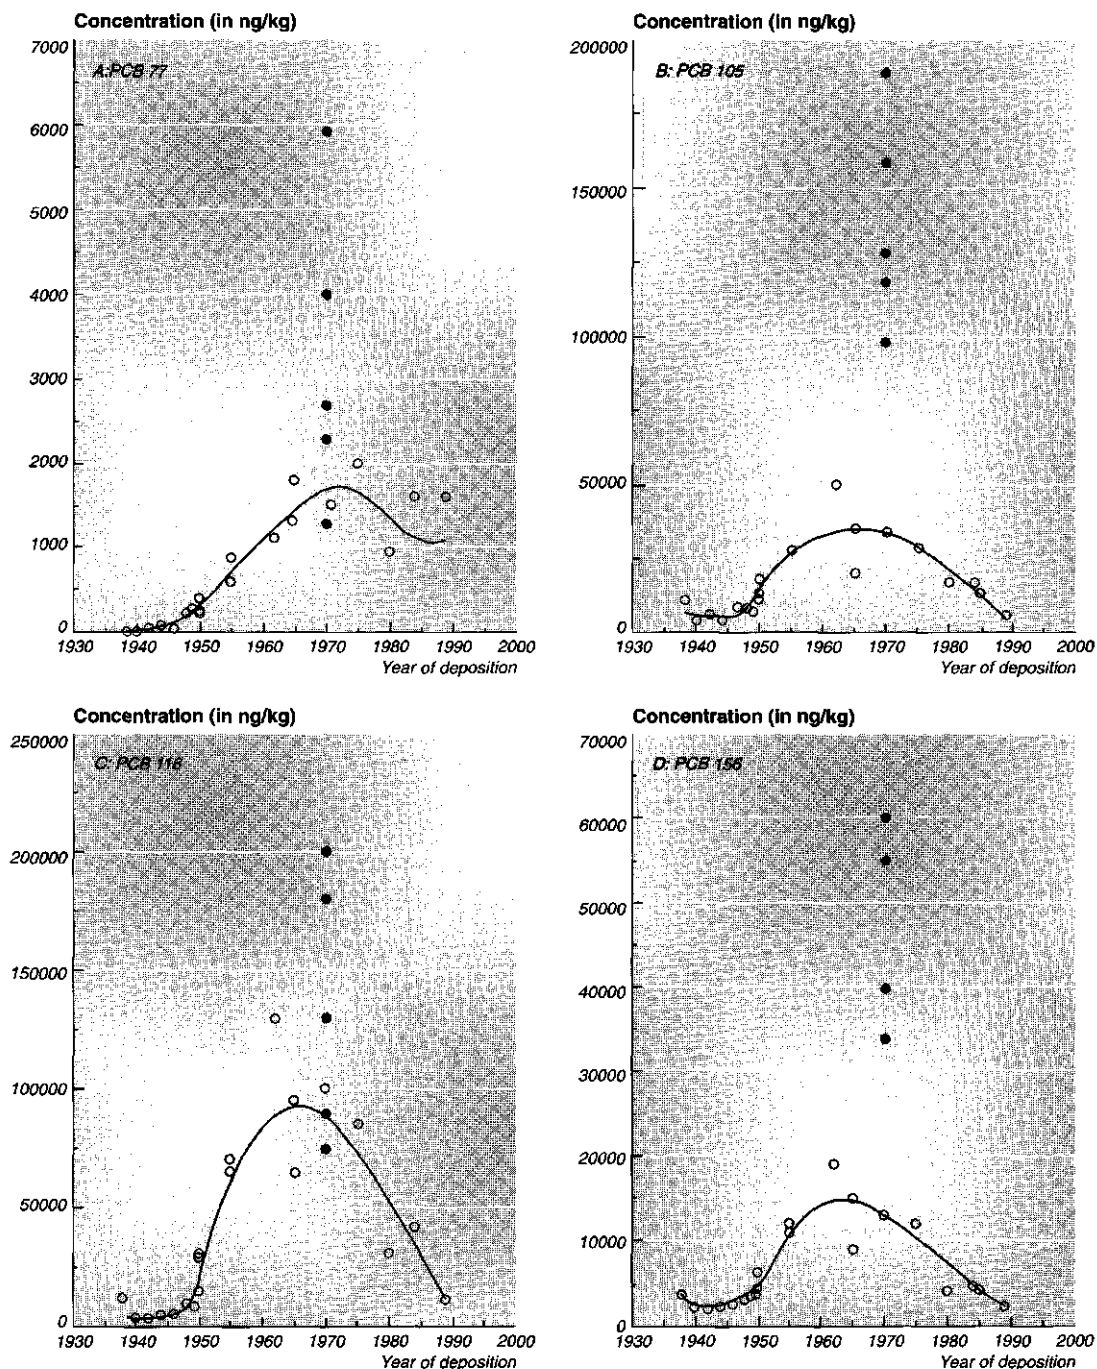 Concentration (in ng/kg)
7000
A:PCB 77
6000
5000
4000
3000
2000
1000
0
1930 1940 1950 1960 1970 1980 1990 2000
Year of deposition
Concentration (in ng/kg)
200000
B: PCB 105
150000
100000
50000
0
1930 1940 1950 1960 1970 1980 1990 2000
Year of deposition
Concentration (in ng/kg)
250000
C: PCB 118
200000
150000
100000
50000
0
1930 1940 1950 1960 1970 1980 1990 2000
Year of deposition
Concentration (in ng/kg)
70000
D: PCB 156
60000
50000
40000
30000
20000
10000
0
1930 1940 1950 1960 1970 1980 1990 2000
Year of deposition